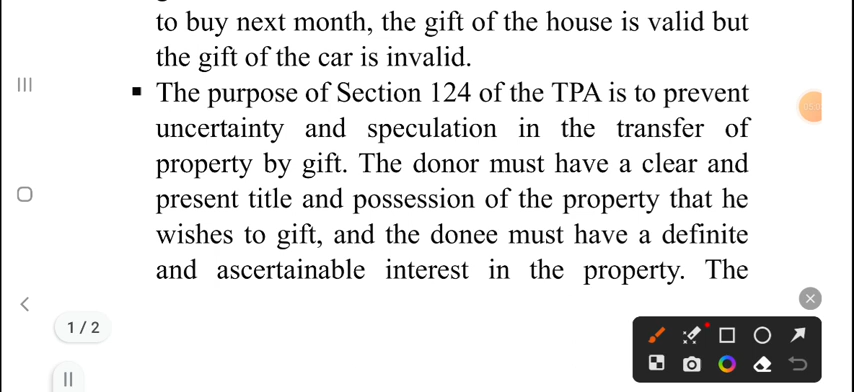 to buy next month, the gift of the house is valid but
the gift of the car is invalid.
▪ The purpose of Section 124 of the TPA is to prevent
uncertainty and speculation in the transfer of
property by gift. The donor must have a clear and
present title and possession of the property that he
wishes to gift, and the donee must have a definite
and ascertainable interest in the property. The
1 / 2